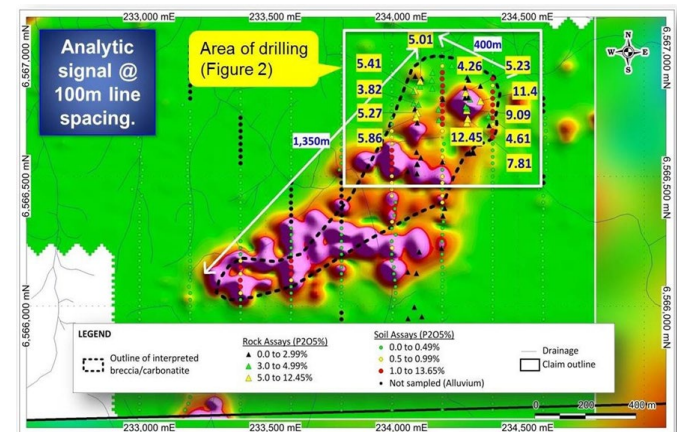 233,000 mE
233,500 mE
234,000 mE
234,500 mE
Analytic
signal @
100m line
spacing.
Area of drilling
(Figure 2)
5.01
400m
N
W
E
S
5.41
3.82
5.27
5.86
4.26
5.23
11.4
9.09
12.45
4.61
7.81
1,350m
6,567,000 mN
6,566,500 mN
6,566,000 mN
6,567,000 mN
6,566,500 mN
6,566,000 mN
LEGEND
Outline of interpreted
breccia/carbonatite
Rock Assays (P2O5%)
0.0 to 2.99%
3.0 to 4.99%
5.0 to 12.45%
Soil Assays (P2O5%)
0.0 to 0.49%
0.5 to 0.99%
1.0 to 13.65%
Not sampled (Alluvium)
Drainage
Claim outline
0 200 400 m
233,000 mE
233,500 mE
234,000 mE
234,500 mE